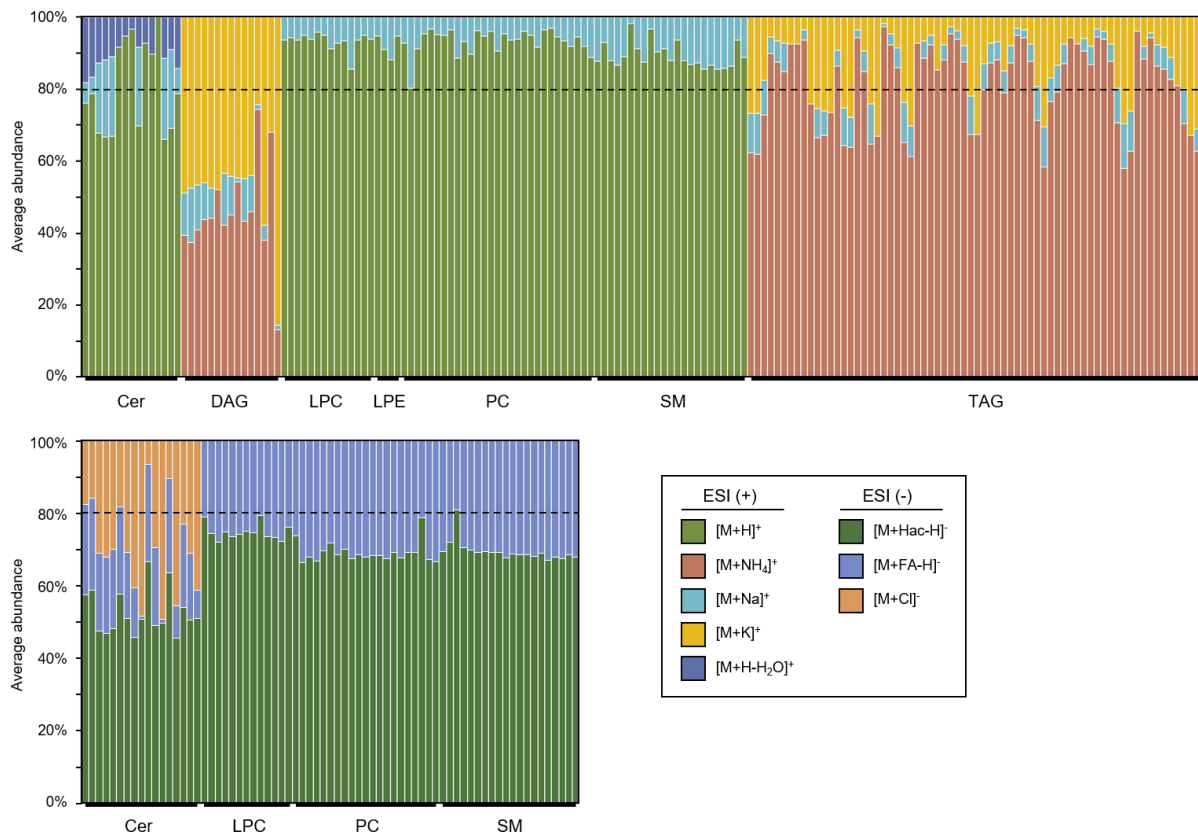 100%
80%
60%
40%
20%
0%
Average abundance
Cer DAG LPC LPE PC SM TAG
100%
80%
60%
40%
20%
0%
Average abundance
Cer LPC PC SM
ESI (+) ESI (-)
[M+H]⁺ [M+Hac-H]⁻
[M+NH₄]⁺ [M+FA-H]⁻
[M+Na]⁺ [M+Cl]⁻
[M+K]⁺
[M+H-H₂O]⁺